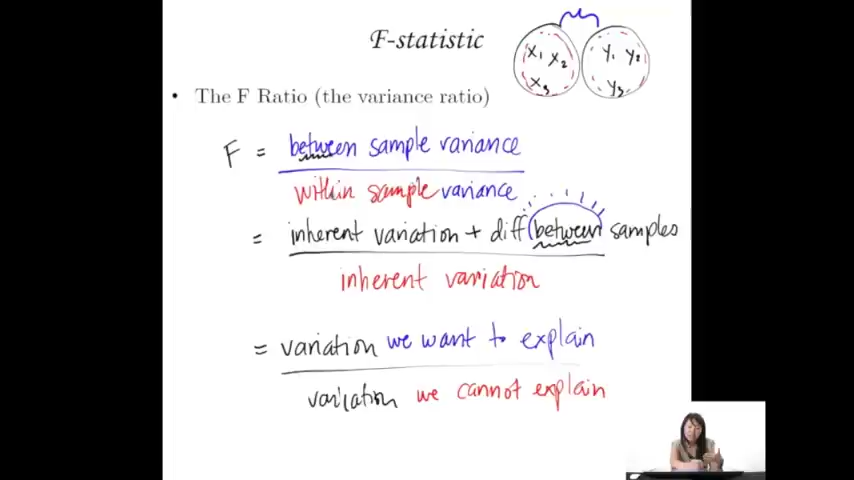 F-statistic
x1 x2
x3
y1 y2
y3
• The F Ratio (the variance ratio)
F = between sample variance
within sample variance
= inherent variation + diff between samples
inherent variation
= variation we want to explain
variation we cannot explain